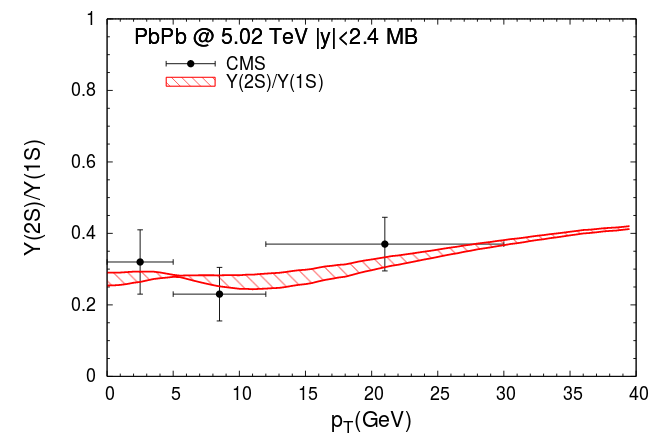 PbPb @ 5.02 TeV |y|<2.4 MB
CMS
Υ(2S)/Υ(1S)
Υ(2S)/Υ(1S)
1
0.8
0.6
0.4
0.2
0
0 5 10 15 20 25 30 35 40
pT(GeV)